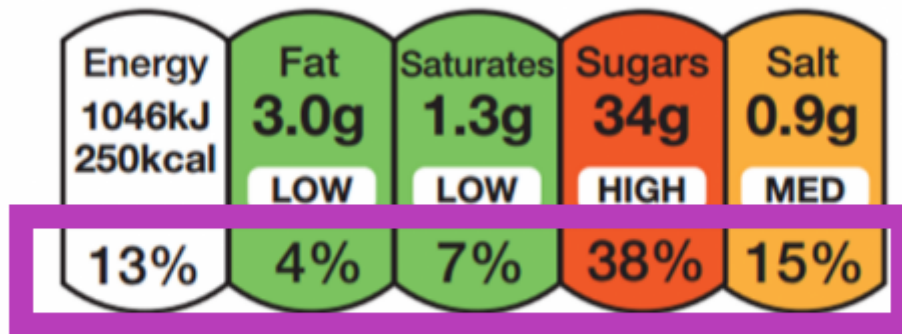 Energy Fat Saturates Sugars Salt
1046kJ 3.0g 1.3g 34g 0.9g
250kcal
LOW LOW HIGH MED
13% 4% 7% 38% 15%